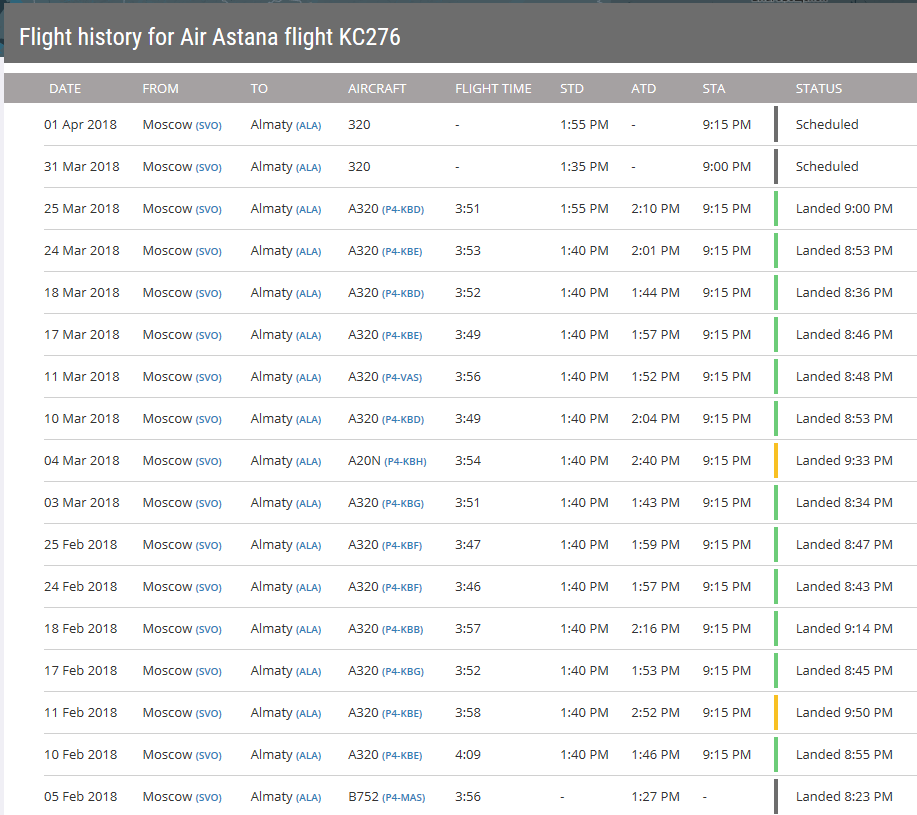 Flight history for Air Astana flight KC276
DATE FROM TO AIRCRAFT FLIGHT TIME STD ATD STA STATUS
01 Apr 2018 Moscow (SVO) Almaty (ALA) 320 - 1:55 PM - 9:15 PM Scheduled
31 Mar 2018 Moscow (SVO) Almaty (ALA) 320 - 1:35 PM - 9:00 PM Scheduled
25 Mar 2018 Moscow (SVO) Almaty (ALA) A320 (P4-KBD) 3:51 1:55 PM 2:10 PM 9:15 PM Landed 9:00 PM
24 Mar 2018 Moscow (SVO) Almaty (ALA) A320 (P4-KBE) 3:53 1:40 PM 2:01 PM 9:15 PM Landed 8:53 PM
18 Mar 2018 Moscow (SVO) Almaty (ALA) A320 (P4-KBD) 3:52 1:40 PM 1:44 PM 9:15 PM Landed 8:36 PM
17 Mar 2018 Moscow (SVO) Almaty (ALA) A320 (P4-KBE) 3:49 1:40 PM 1:57 PM 9:15 PM Landed 8:46 PM
11 Mar 2018 Moscow (SVO) Almaty (ALA) A320 (P4-VAS) 3:56 1:40 PM 1:52 PM 9:15 PM Landed 8:48 PM
10 Mar 2018 Moscow (SVO) Almaty (ALA) A320 (P4-KBD) 3:49 1:40 PM 2:04 PM 9:15 PM Landed 8:53 PM
04 Mar 2018 Moscow (SVO) Almaty (ALA) A20N (P4-KBH) 3:54 1:40 PM 2:40 PM 9:15 PM Landed 9:33 PM
03 Mar 2018 Moscow (SVO) Almaty (ALA) A320 (P4-KBG) 3:51 1:40 PM 1:43 PM 9:15 PM Landed 8:34 PM
25 Feb 2018 Moscow (SVO) Almaty (ALA) A320 (P4-KBF) 3:47 1:40 PM 1:59 PM 9:15 PM Landed 8:47 PM
24 Feb 2018 Moscow (SVO) Almaty (ALA) A320 (P4-KBF) 3:46 1:40 PM 1:57 PM 9:15 PM Landed 8:43 PM
18 Feb 2018 Moscow (SVO) Almaty (ALA) A320 (P4-KBB) 3:57 1:40 PM 2:16 PM 9:15 PM Landed 9:14 PM
17 Feb 2018 Moscow (SVO) Almaty (ALA) A320 (P4-KBG) 3:52 1:40 PM 1:53 PM 9:15 PM Landed 8:45 PM
11 Feb 2018 Moscow (SVO) Almaty (ALA) A320 (P4-KBE) 3:58 1:40 PM 2:52 PM 9:15 PM Landed 9:50 PM
10 Feb 2018 Moscow (SVO) Almaty (ALA) A320 (P4-KBE) 4:09 1:40 PM 1:46 PM 9:15 PM Landed 8:55 PM
05 Feb 2018 Moscow (SVO) Almaty (ALA) B752 (P4-MAS) 3:56 - 1:27 PM - Landed 8:23 PM